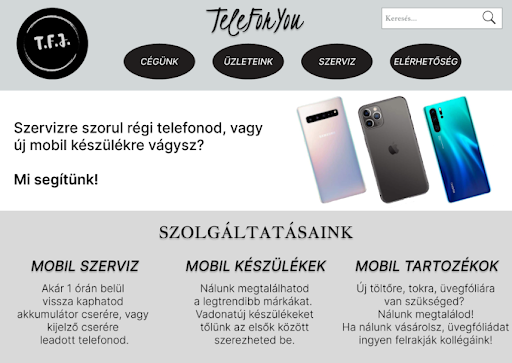 T.F.J.
TeleForYou
Keresés...
CÉGÜNK
ÜZLETEINK
SZERVIZ
ELÉRHETŐSÉG
Szervizre szorul régi telefonod, vagy
új mobil készülékre vágysz?
Mi segítünk!
SZOLGÁLTATÁSAINK
MOBIL SZERVIZ
Akár 1 órán belül
vissza kaphatod
akkumulátor cserére, vagy
kijelző cserére
leadott telefonod.
MOBIL KÉSZÜLÉKEK
Nálunk megtalálhatod
a legtrendibb márkákat.
Vadonatúj készülékeket
tőlünk az elsők között
szerezheted be.
MOBIL TARTOZÉKOK
Új töltőre, tokra, üvegfóliára
van szükséged?
Nálunk megtalálod!
Ha nálunk vásárolsz, üvegfóliádat
ingyen felrakják kollégáink!